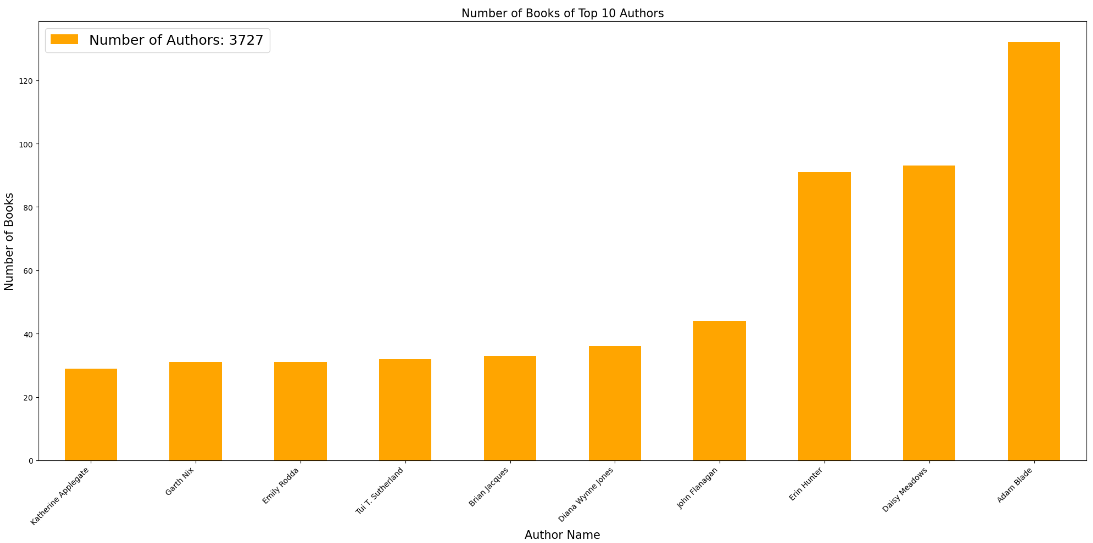 Number of Books of Top 10 Authors
Number of Authors: 3727
Number of Books
120
100
80
60
40
20
0
Katherine Applegate
Garth Nix
Emily Rodda
Tui T. Sutherland
Brian Jacques
Diana Wynne Jones
John Flanagan
Erin Hunter
Daisy Meadows
Adam Blade
Author Name